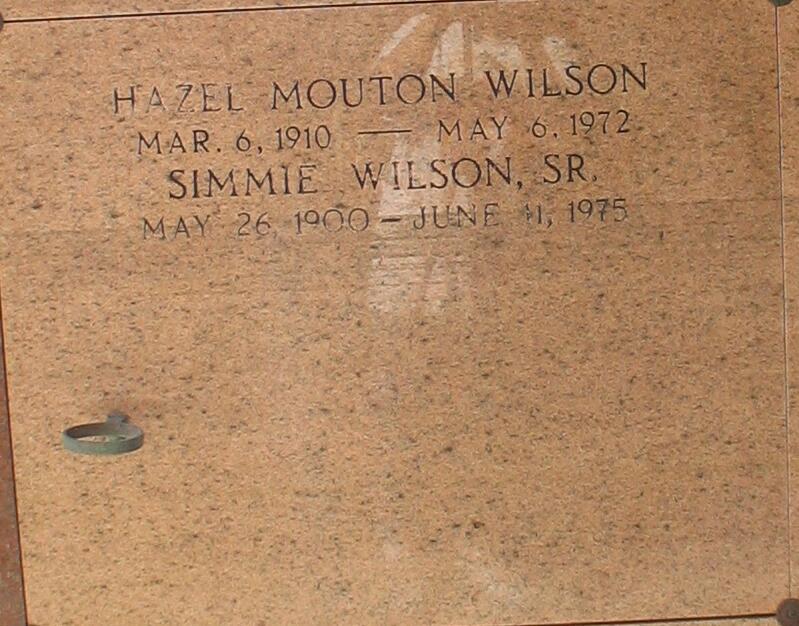 HAZEL MOUTON WILSON
MAR. 6, 1910 — MAY 6, 1972
SIMMIE WILSON, SR.
MAY 26, 1900 – JUNE 11, 1975